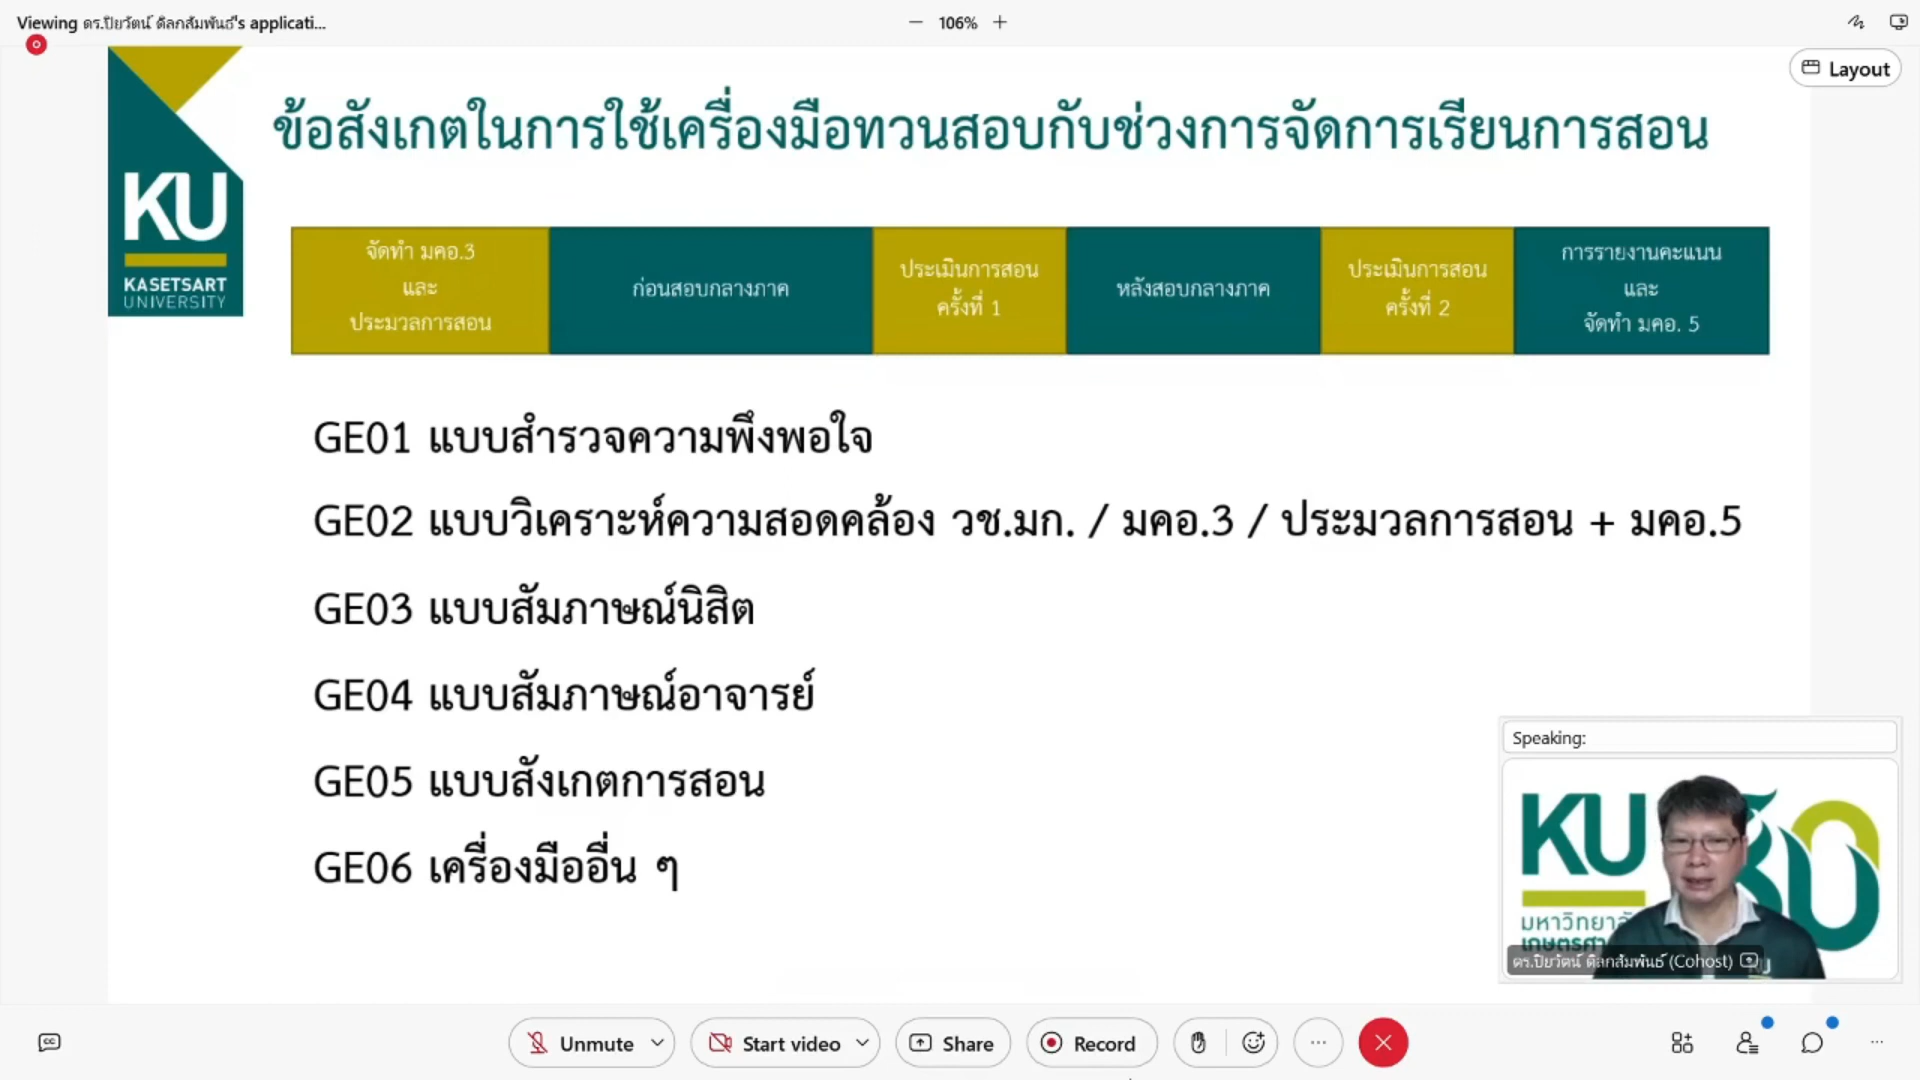 Viewing ดร.ปิยวัตน์ ดิลกสัมพันธ์'s applicati...
106%
Layout
ข้อสังเกตในการใช้เครื่องมือทวนสอบกับช่วงการจัดการเรียนการสอน
KU
KASETSART
UNIVERSITY
จัดทำ มคอ.3
และ
ประมวลการสอน
ก่อนสอบกลางภาค
ประเมินการสอน
ครั้งที่ 1
หลังสอบกลางภาค
ประเมินการสอน
ครั้งที่ 2
การรายงานคะแนน
และ
จัดทำ มคอ. 5
GE01 แบบสำรวจความพึงพอใจ
GE02 แบบวิเคราะห์ความสอดคล้อง วช.มก. / มคอ.3 / ประมวลการสอน + มคอ.5
GE03 แบบสัมภาษณ์นิสิต
GE04 แบบสัมภาษณ์อาจารย์
GE05 แบบสังเกตการสอน
GE06 เครื่องมืออื่น ๆ
Speaking:
KU
ดร.ปิยวัตน์ ดิลกสัมพันธ์ (Cohost)
Unmute
Start video
Share
Record